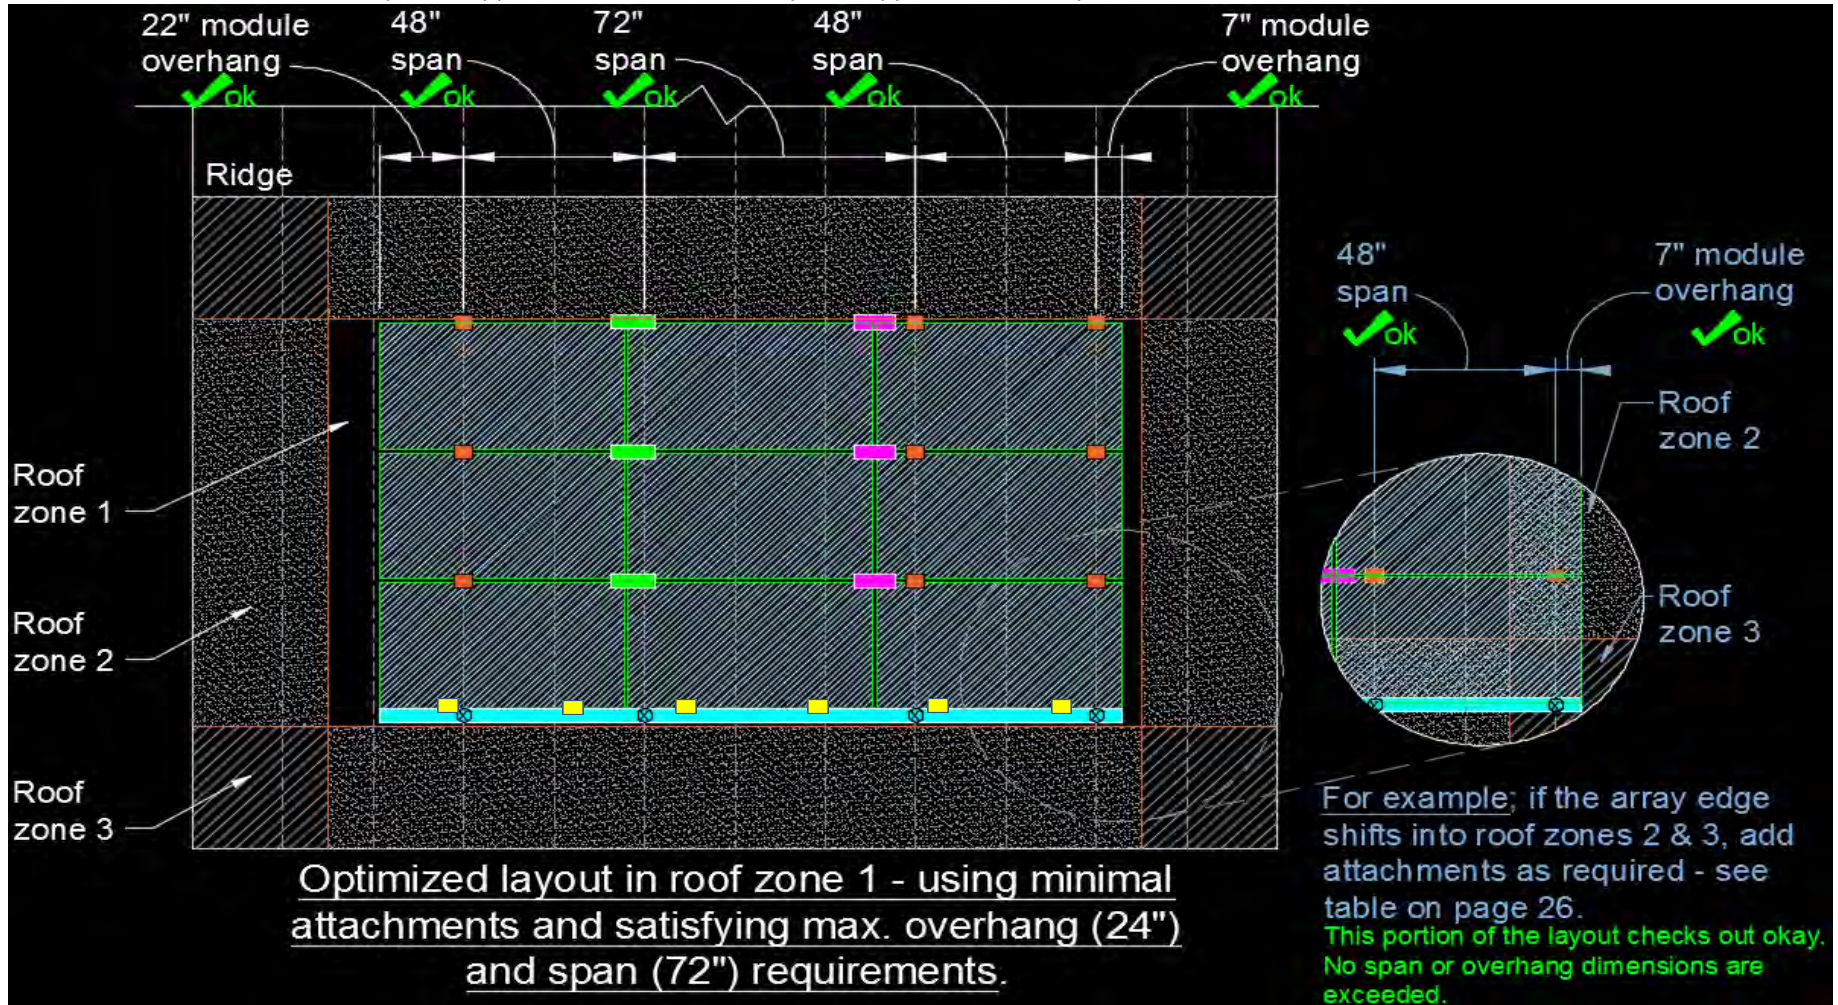 22" module
overhang
ok
48"
span
ok
72"
span
ok
48"
span
ok
7" module
overhang
ok
Ridge
Roof
zone 1
Roof
zone 2
Roof
zone 3
48"
span
ok
7" module
overhang
ok
Roof
zone 2
Roof
zone 3
Optimized layout in roof zone 1 - using minimal
attachments and satisfying max. overhang (24")
and span (72") requirements.
For example; if the array edge
shifts into roof zones 2 & 3, add
attachments as required - see
table on page 26.
This portion of the layout checks out okay.
No span or overhang dimensions are
exceeded.